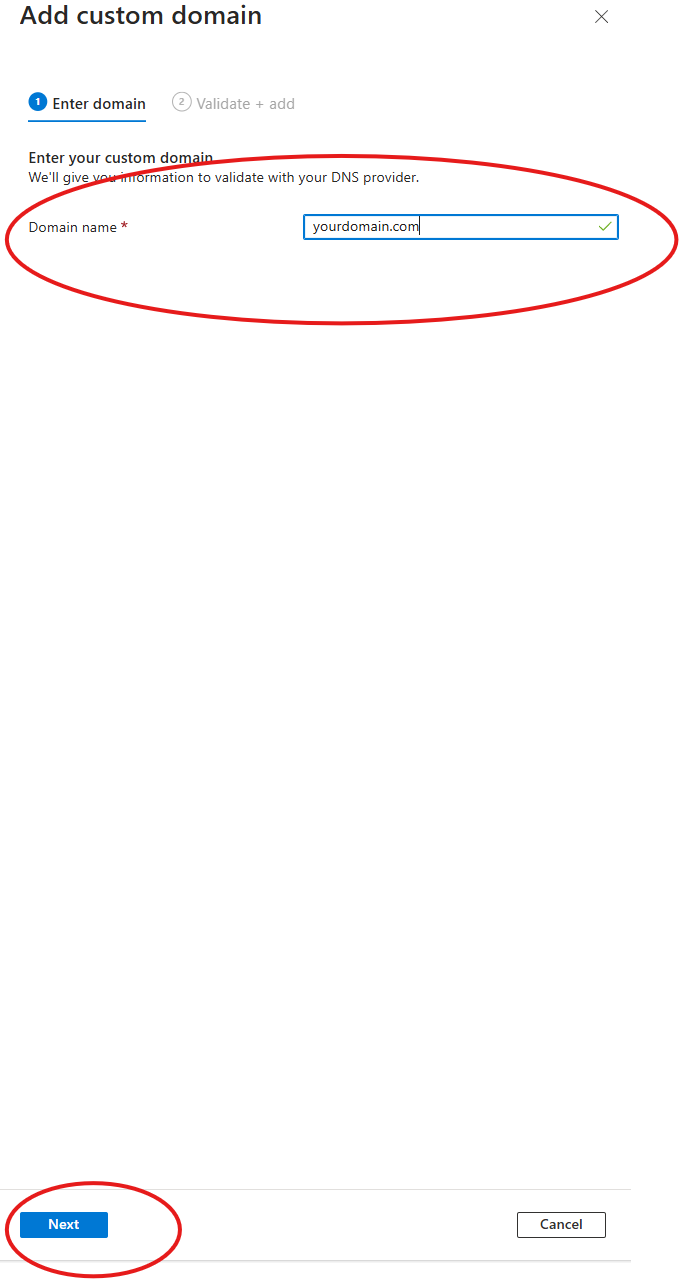 Add custom domain
1 Enter domain 2 Validate + add
Enter your custom domain
We'll give you information to validate with your DNS provider.
Domain name * yourdomain.com
Next Cancel